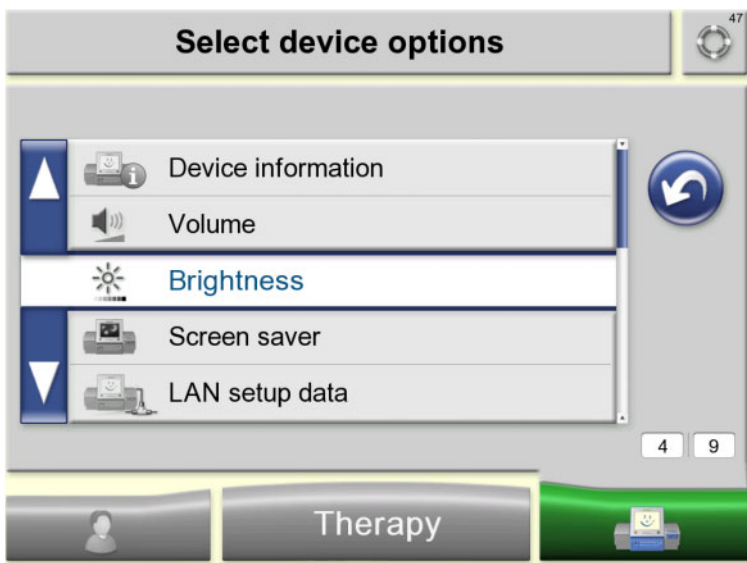 Select device options
47
Device information
Volume
Brightness
Screen saver
LAN setup data
4 9
Therapy